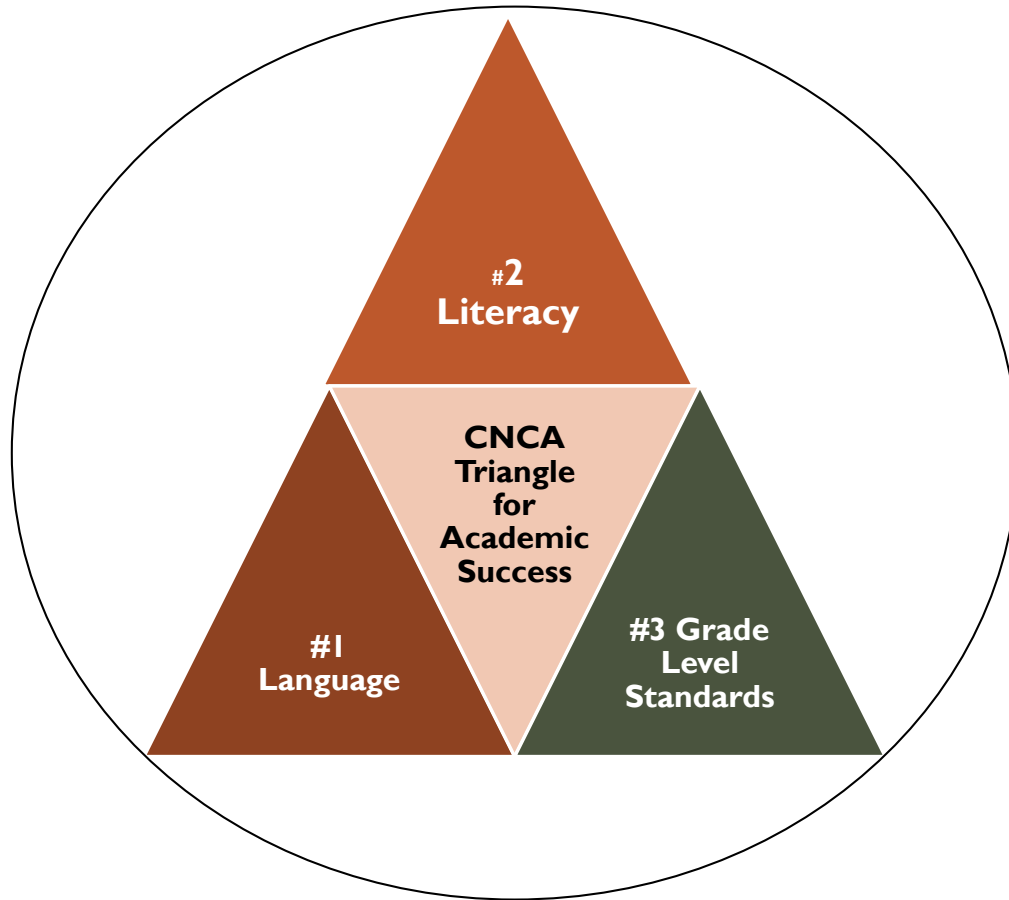 #2
Literacy
CNCA
Triangle
for
Academic
Success
#1
Language
#3 Grade
Level
Standards